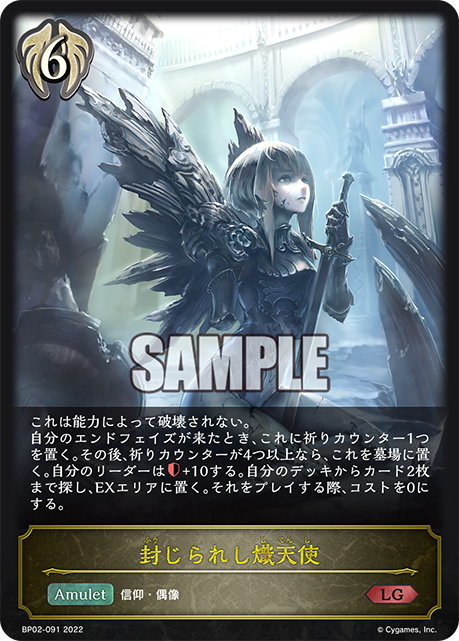 6
SAMPLE
これは能力によって破壊されない。
自分のエンドフェイズが来たとき、これに祈りカウンター1つ
を置く。その後、祈りカウンターが4つ以上なら、これを墓場に置
く。自分のリーダーは+10する。自分のデッキからカード2枚
まで探し、EXエリアに置く。それをプレイする際、コストを0に
する。
ふう し てんし
封じられし熾天使
Amulet 信仰・偶像 LG
BP02-091 2022 © Cygames, Inc.